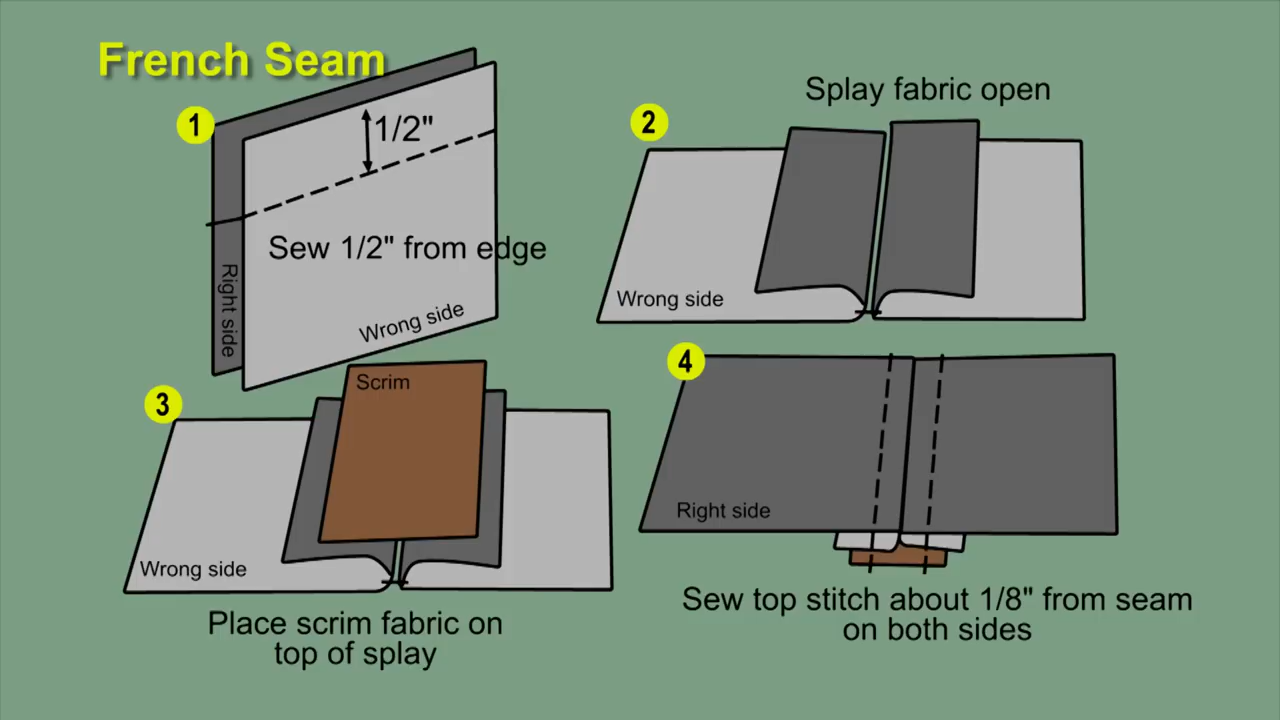 French Seam
1
1/2"
Sew 1/2" from edge
Right side
Wrong side
2
Splay fabric open
Wrong side
3
Scrim
Wrong side
Place scrim fabric on
top of splay
4
Right side
Sew top stitch about 1/8" from seam
on both sides